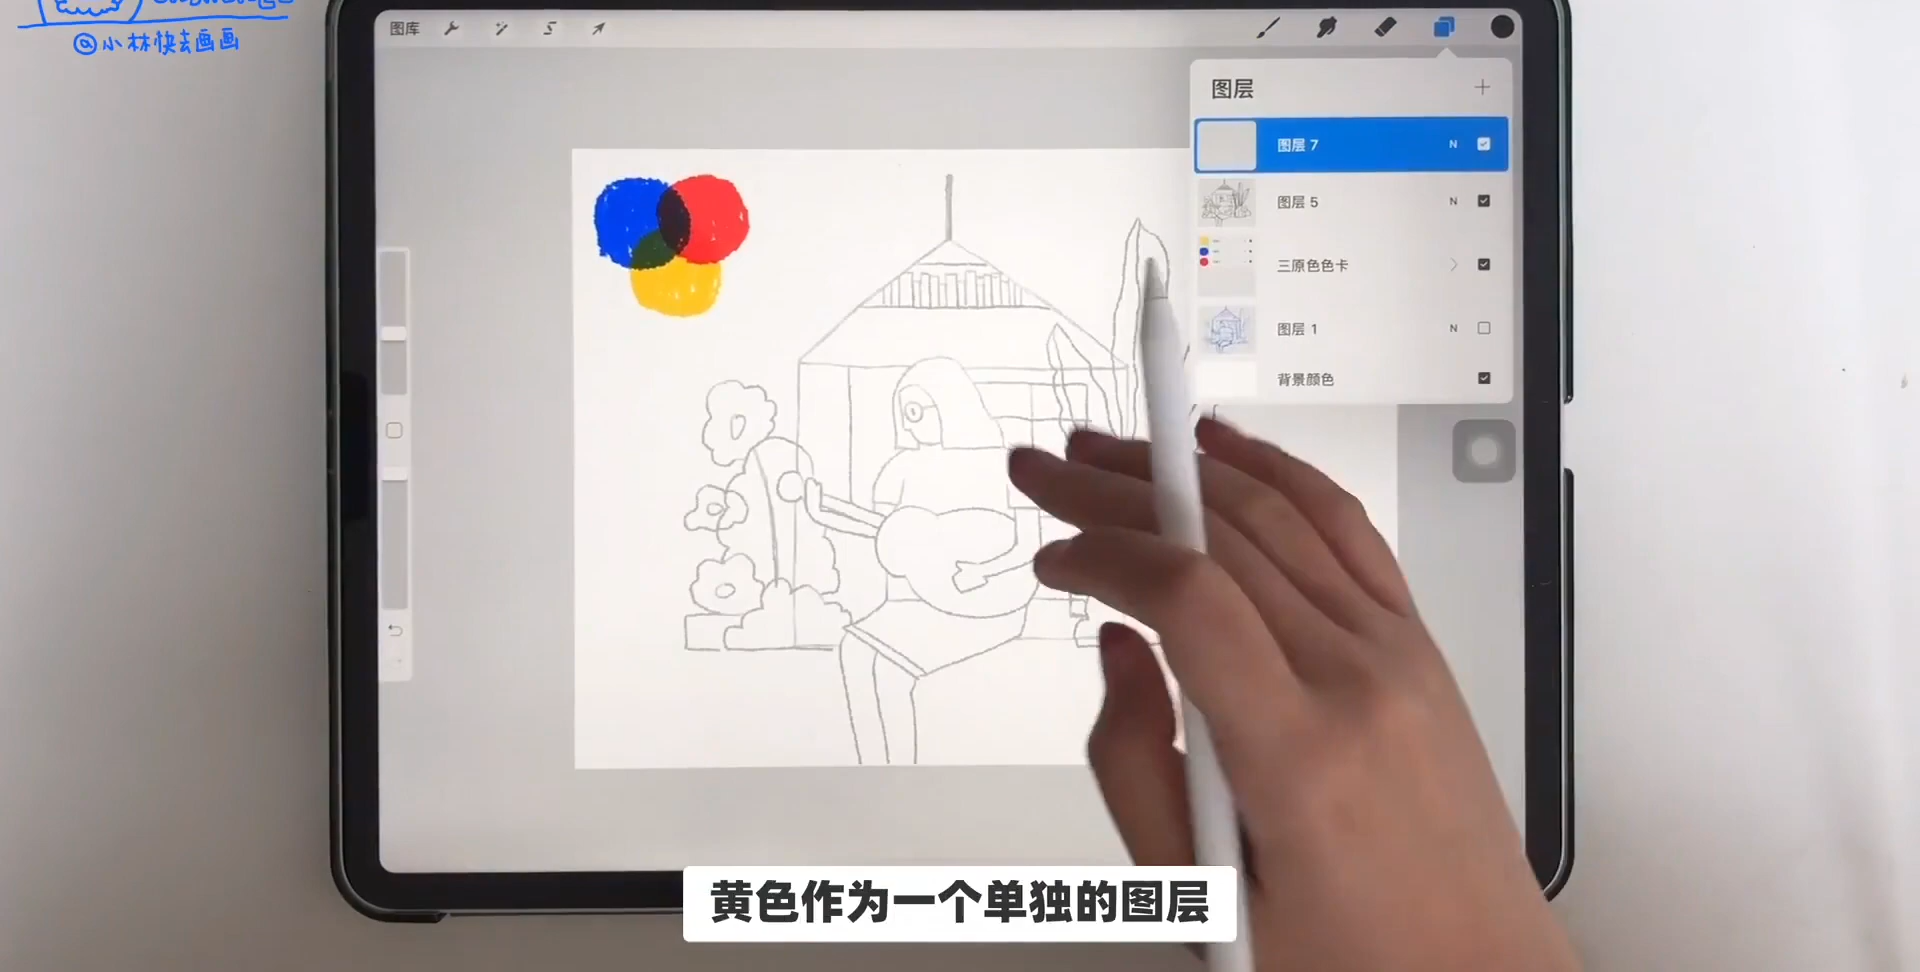 @小林快去画画
图库
图层
图层 7
N
图层 5
N
三原色色卡
图层 1
N
背景颜色
黄色作为一个单独的图层